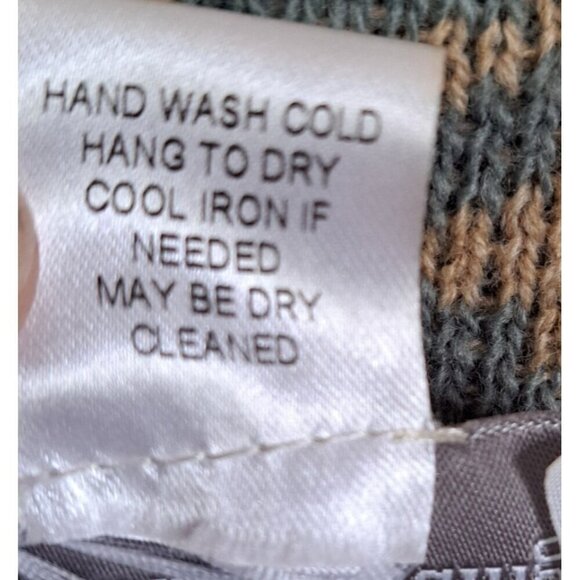 HAND WASH COLD
HANG TO DRY
COOL IRON IF
NEEDED
MAY BE DRY
CLEANED